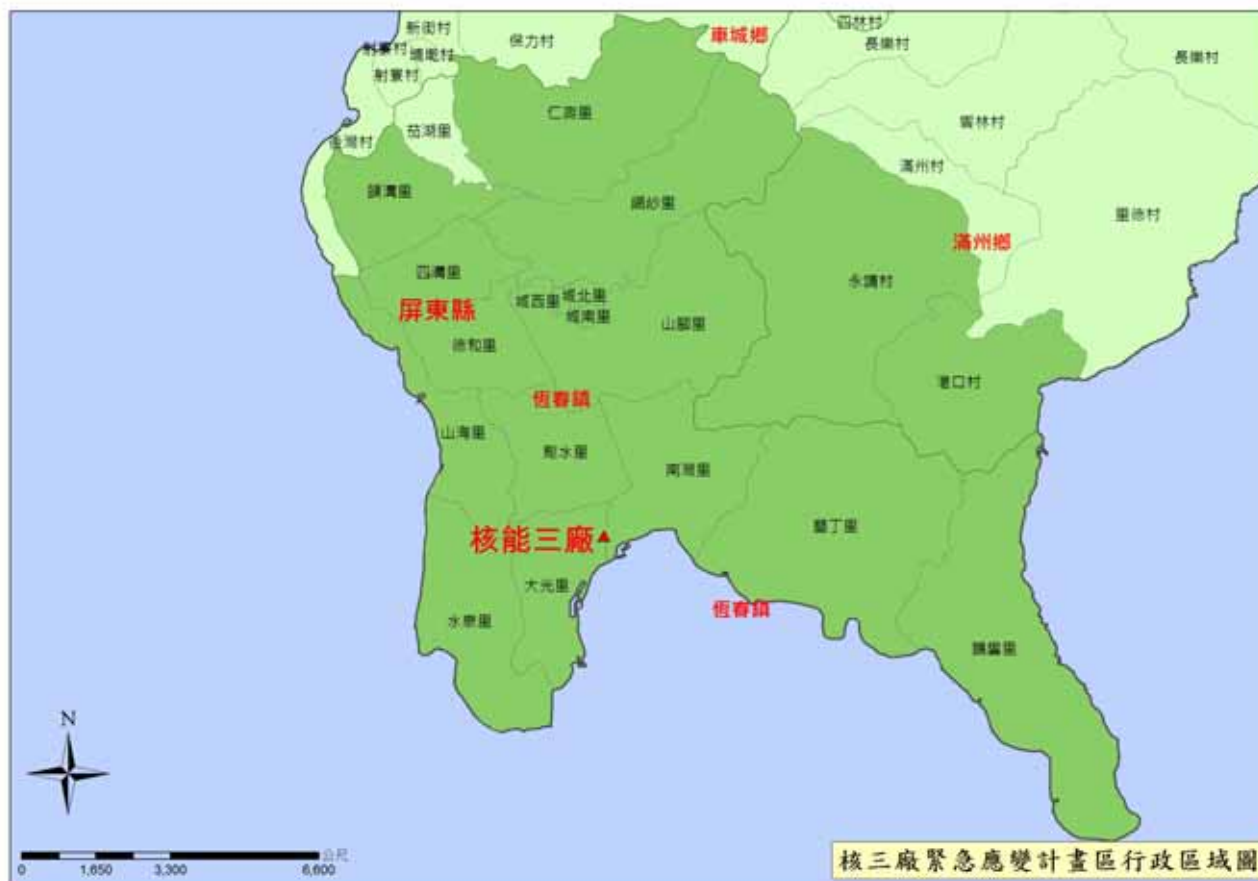 新街村
保力村
車城鄉
四林村
長樂村
長樂村
射寮村
埔墘村
射寮村
仁壽里
茄湖里
後灣村
響林村
滿州村
頭溝里
網紗里
里德村
滿州鄉
四溝里
永靖村
城西里
城北里
城南里
屏東縣
山腳里
德和里
港口村
恆春鎮
山海里
南灣里
核能三廠
墾丁里
大光里
恆春鎮
水泉里
鵝鑾里
N
公尺
0 1,650 3,300 6,600
核三廠緊急應變計畫區行政區域圖